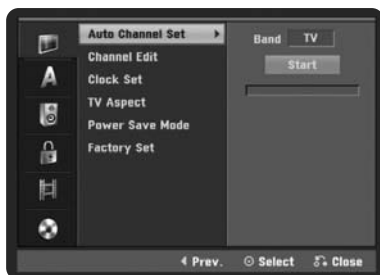 Auto Channel Set
Channel Edit
Clock Set
TV Aspect
Power Save Mode
Factory Set
Band TV
Start
A
Prev. Select Close